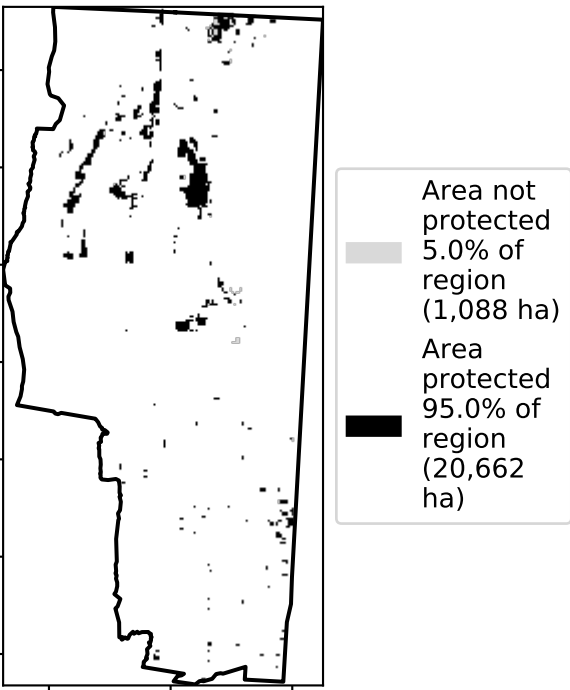 Area not
protected
5.0% of
region
(1,088 ha)
Area
protected
95.0% of
region
(20,662
ha)